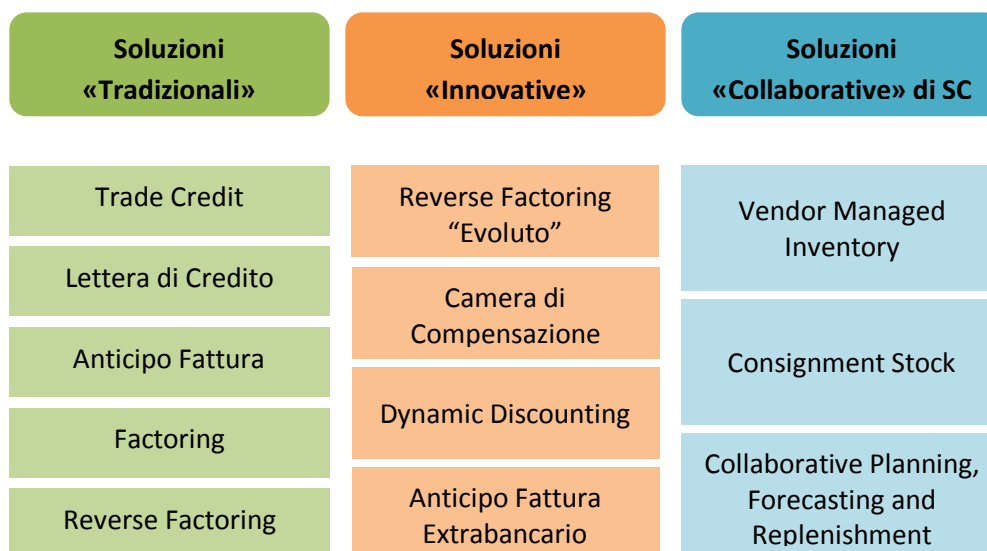 Soluzioni
«Tradizionali»
Trade Credit
Lettera di Credito
Anticipo Fattura
Factoring
Reverse Factoring
Soluzioni
«Innovative»
Reverse Factoring
“Evoluto”
Camera di
Compensazione
Dynamic Discounting
Anticipo Fattura
Extrabancario
Soluzioni
«Collaborative» di SC
Vendor Managed
Inventory
Consignment Stock
Collaborative Planning,
Forecasting and
Replenishment